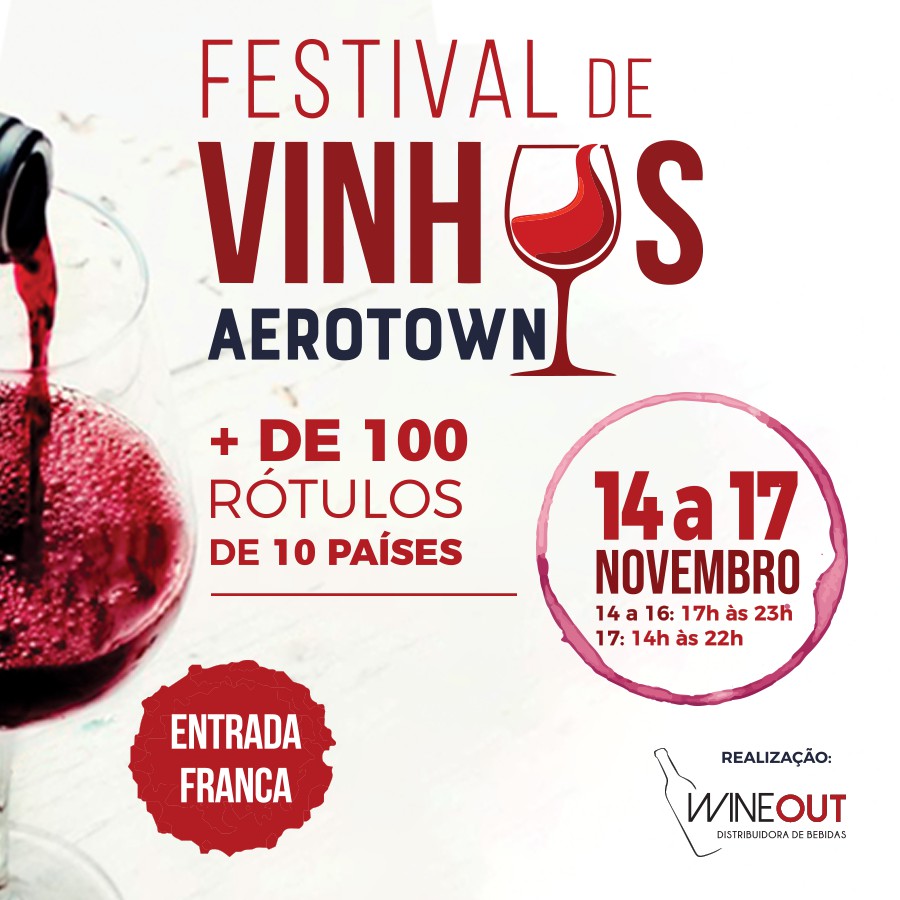 FESTIVAL DE
VINHOS
AEROTOWN
+ DE 100
RÓTULOS
DE 10 PAÍSES
14 a 17
NOVEMBRO
14 a 16: 17h às 23h
17: 14h às 22h
ENTRADA
FRANCA
REALIZAÇÃO:
WINEOUT
DISTRIBUIDORA DE BEBIDAS